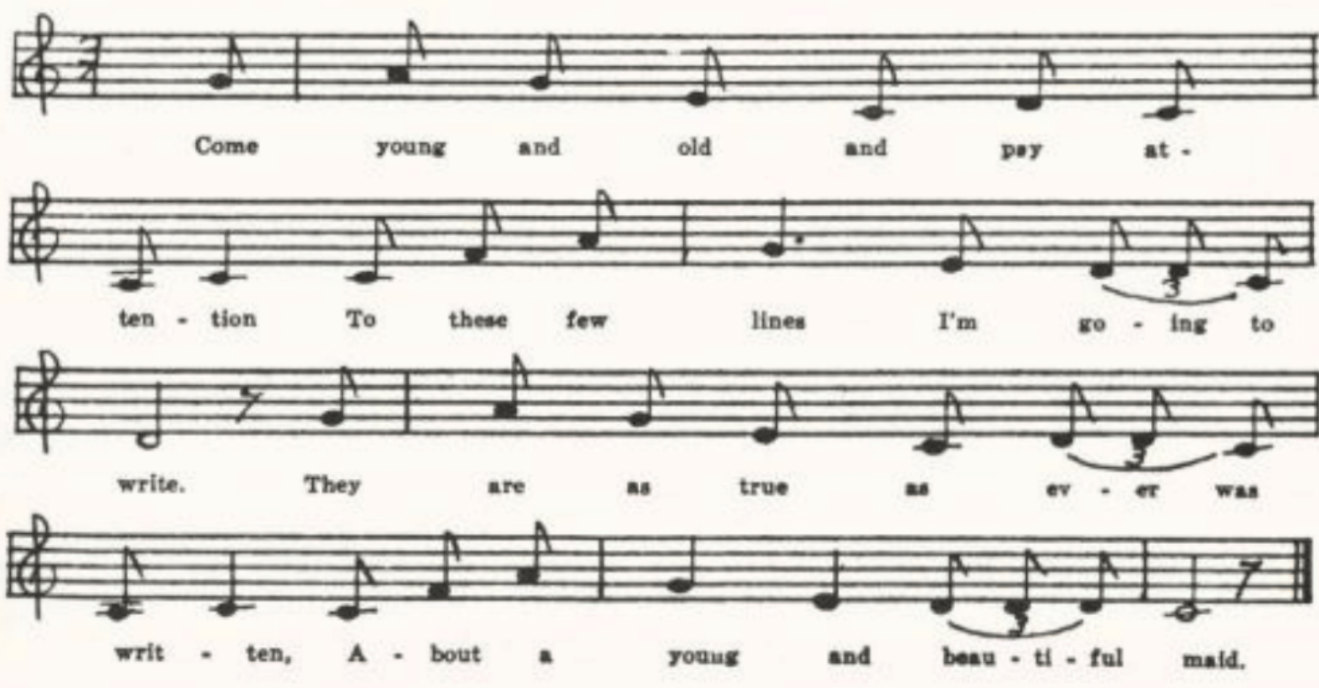 Come young and old and pay at -
ten - tion To these few lines I'm go - ing to
write. They are as true as ev - er was
writ - ten, A - bout a young and beau - ti - ful maid.